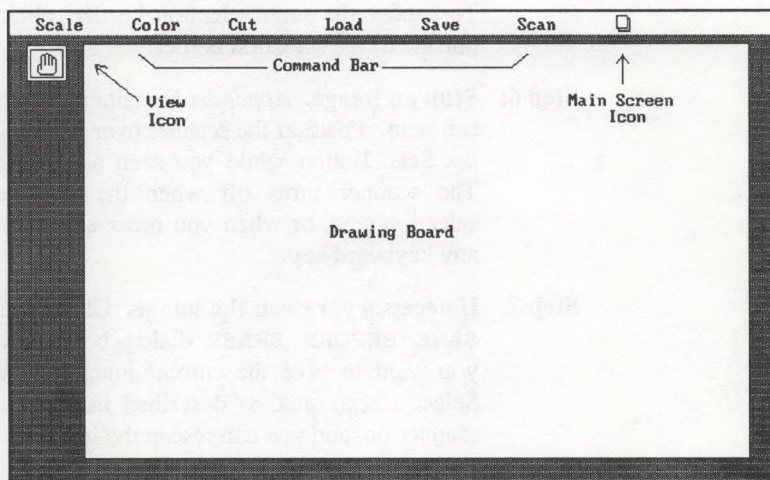 Scale Color Cut Load Save Scan
Command Bar
View
Icon
Main Screen
Icon
Drawing Board